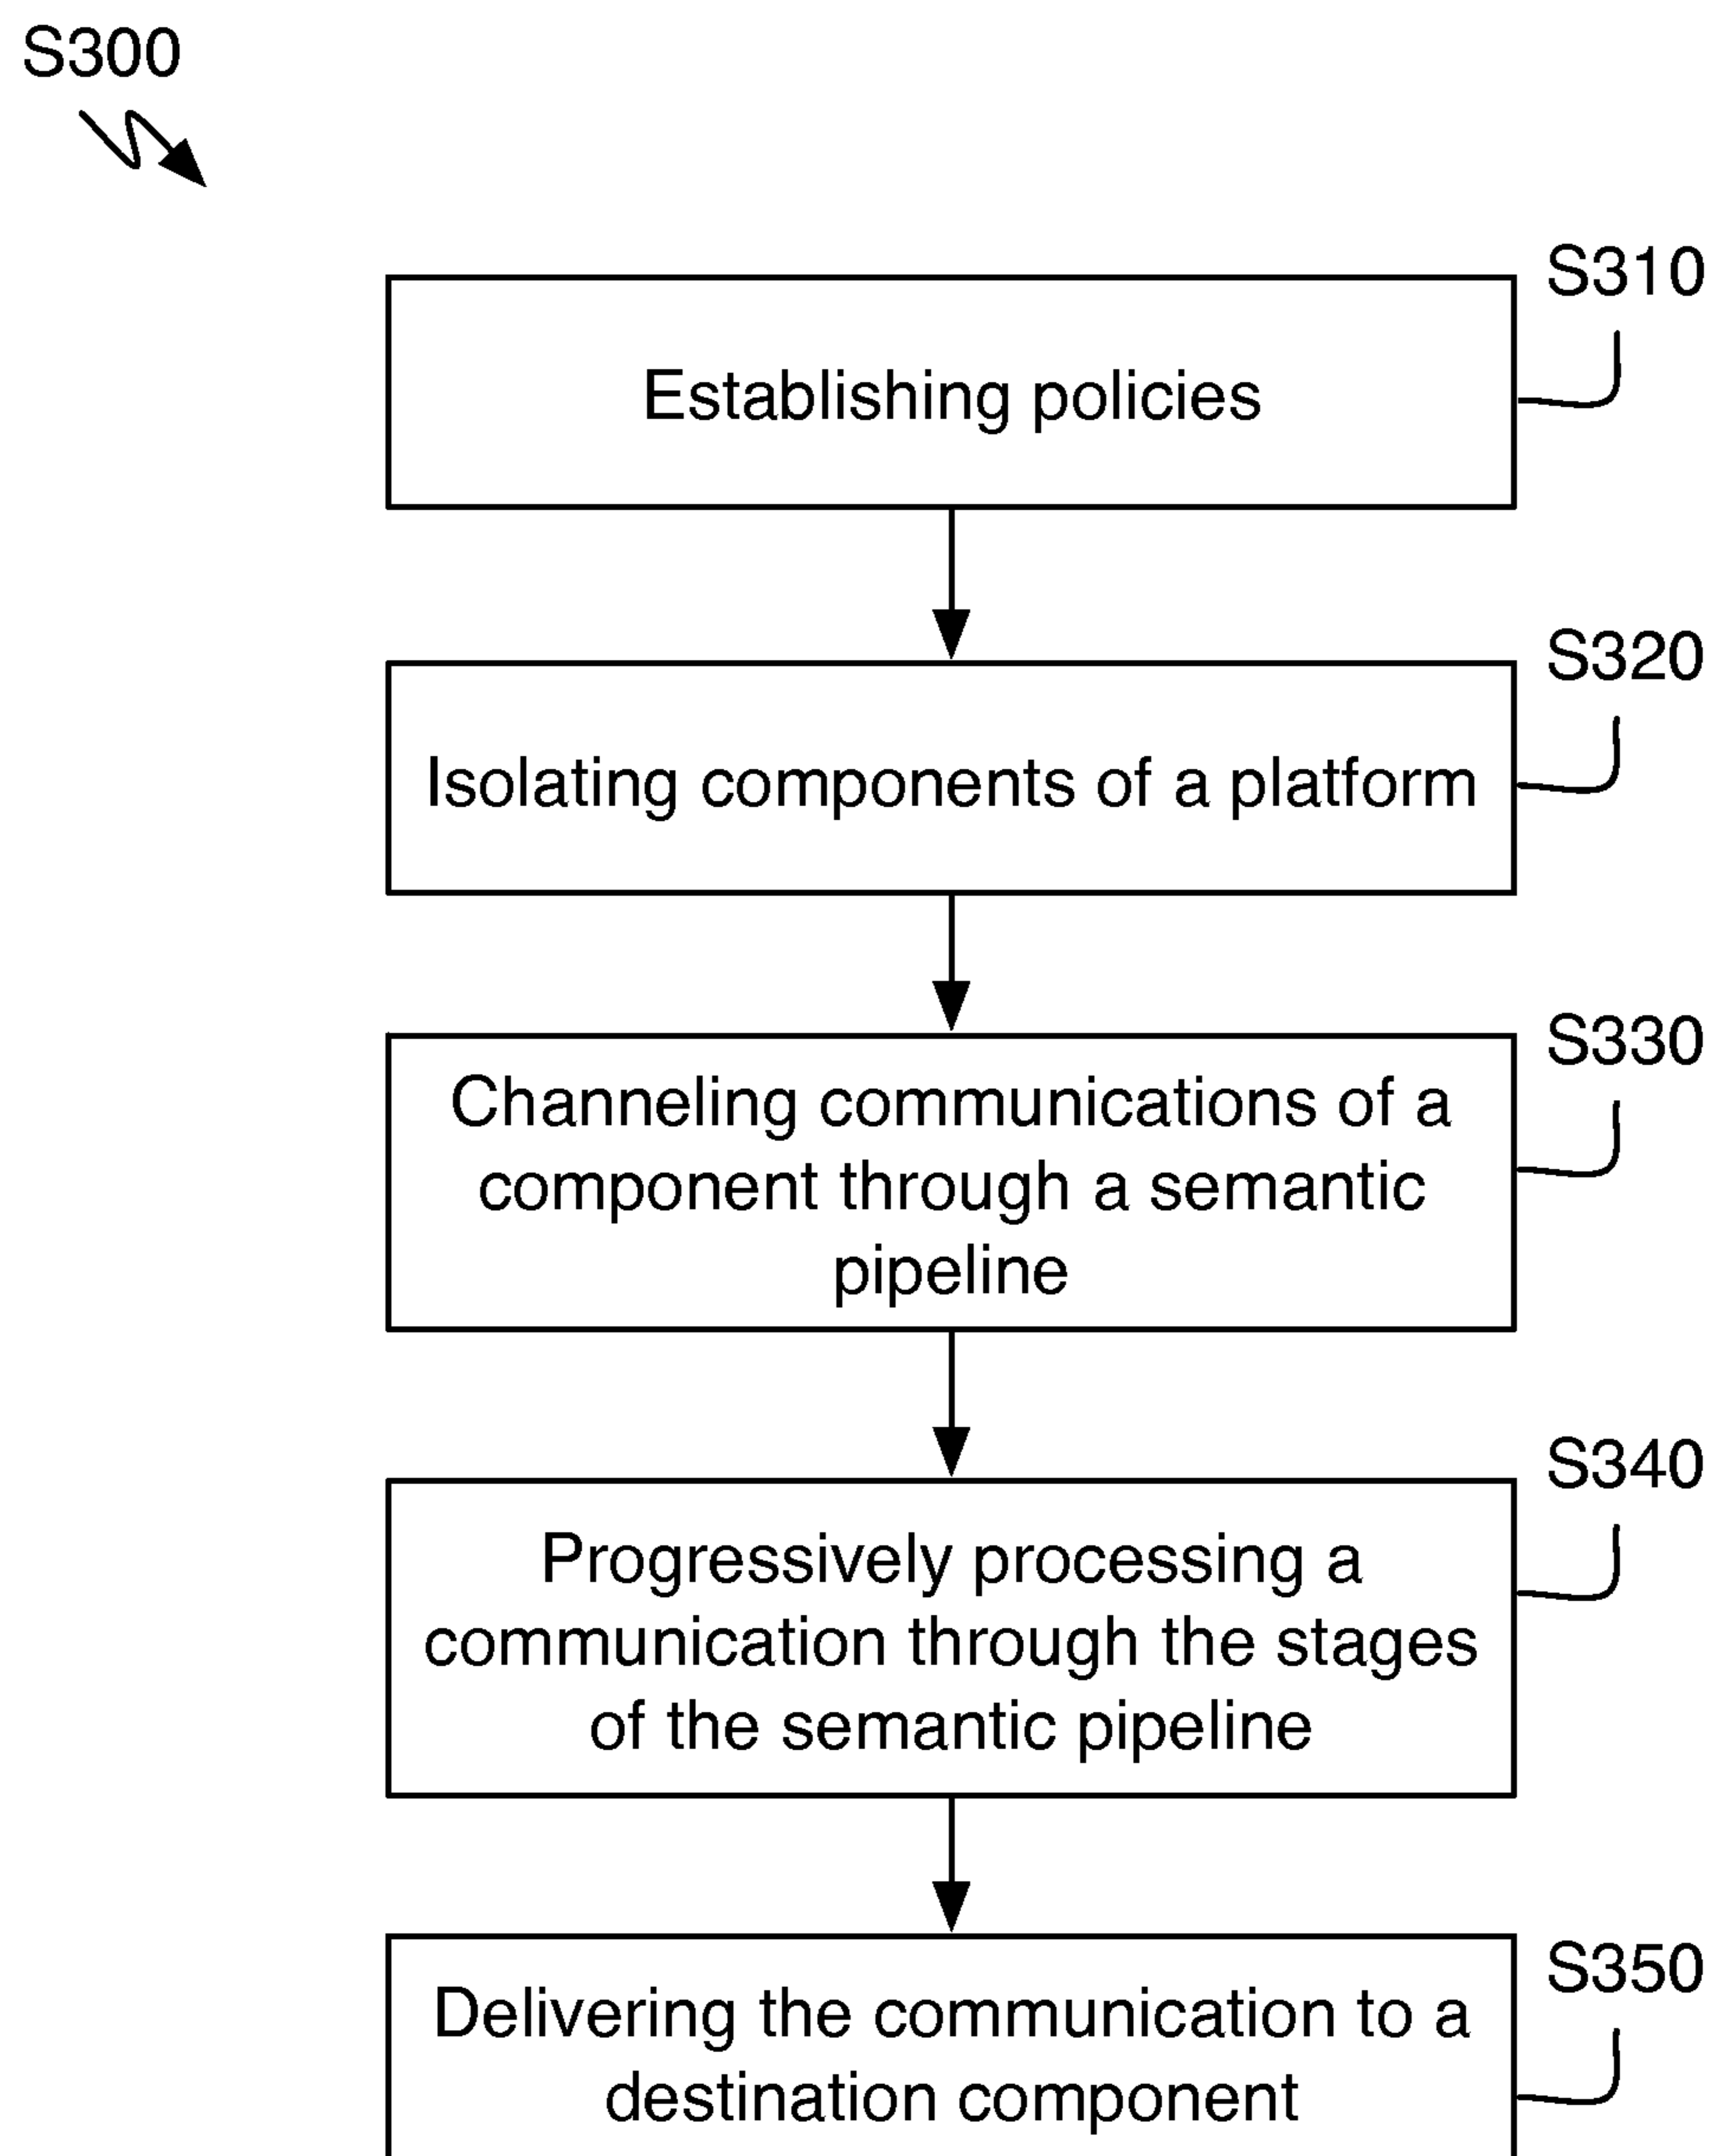 S300
S310
Establishing policies
S320
Isolating components of a platform
S330
Channeling communications of a
component through a semantic
pipeline
S340
Progressively processing a
communication through the stages
of the semantic pipeline
S350
Delivering the communication to a
destination component